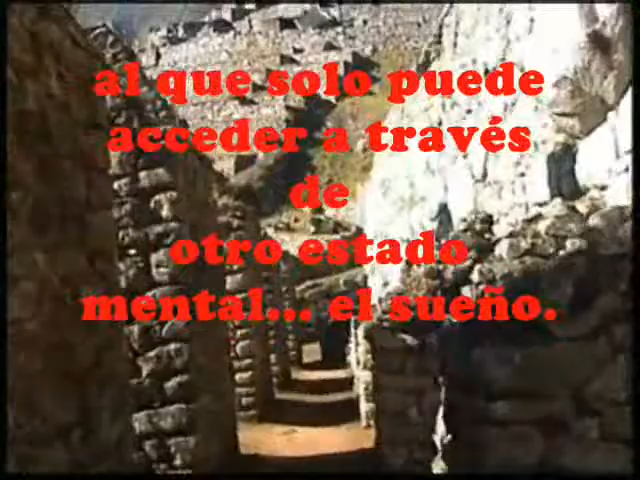 al que solo puede
acceder a través
de
otro estado
mental... el sueño.